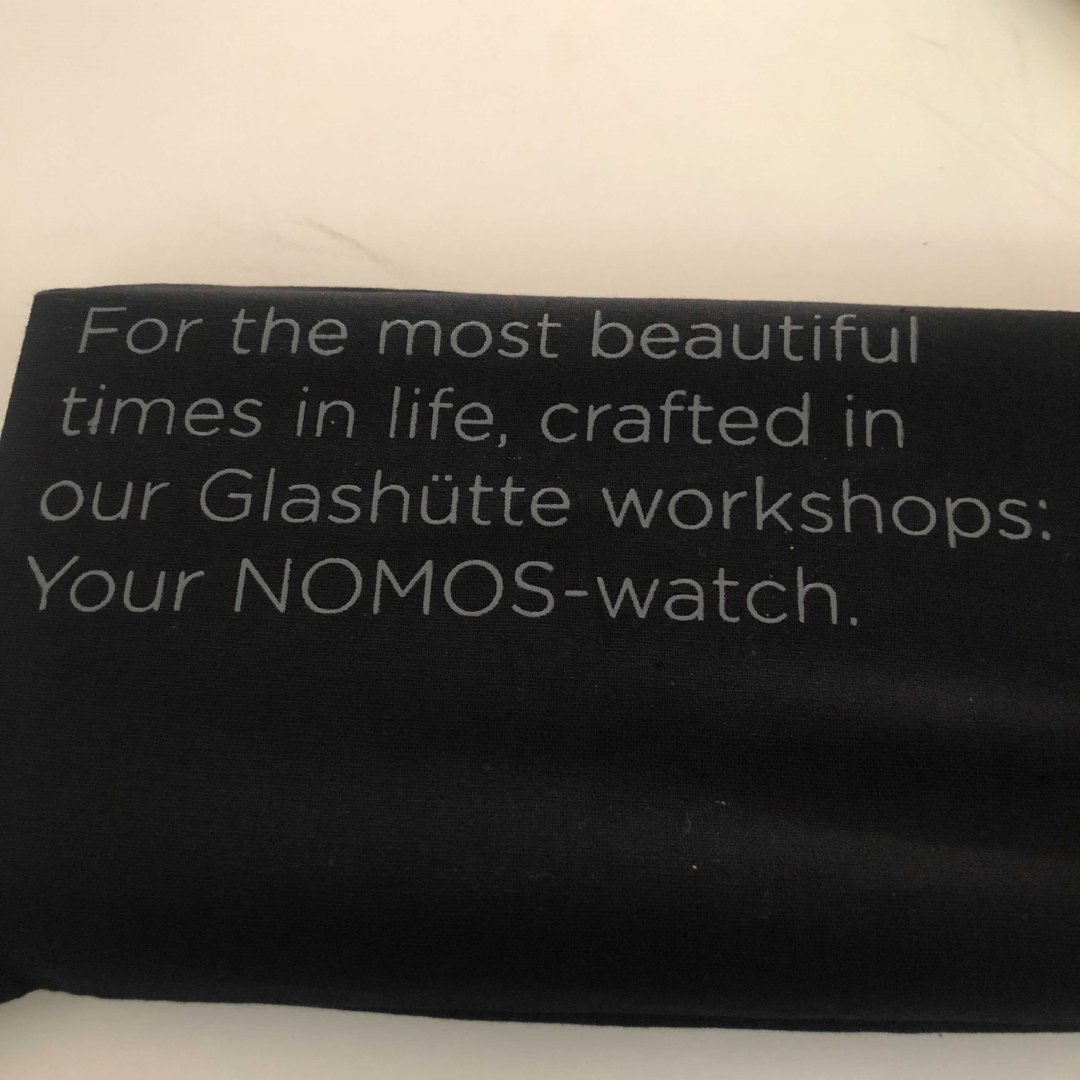 For the most beautiful
times in life, crafted in
our Glashütte workshops:
Your NOMOS-watch.